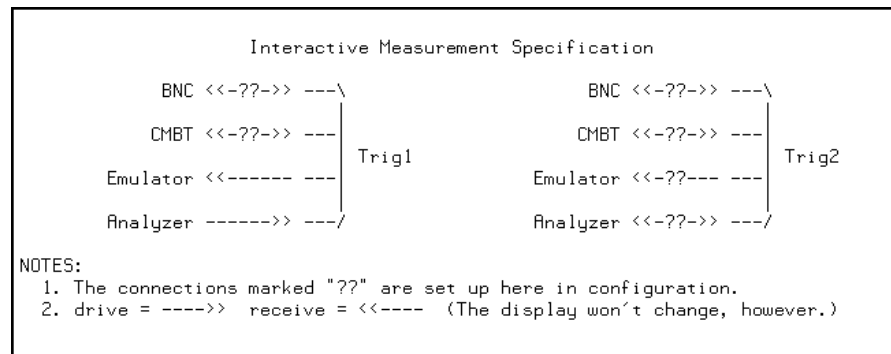 Interactive Measurement Specification
BNC <<-??->> ---\ BNC <<-??->> ---\
CMBT <<-??->> ---| CMBT <<-??->> ---|
Trig1 Trig2
Emulator <<------ ---| Emulator <<-??--- ---|
Analyzer ------>> ---/ Analyzer <<-??->> ---/
NOTES:
1. The connections marked "??" are set up here in configuration.
2. drive = ---->> receive = <<---- (The display won't change, however.)